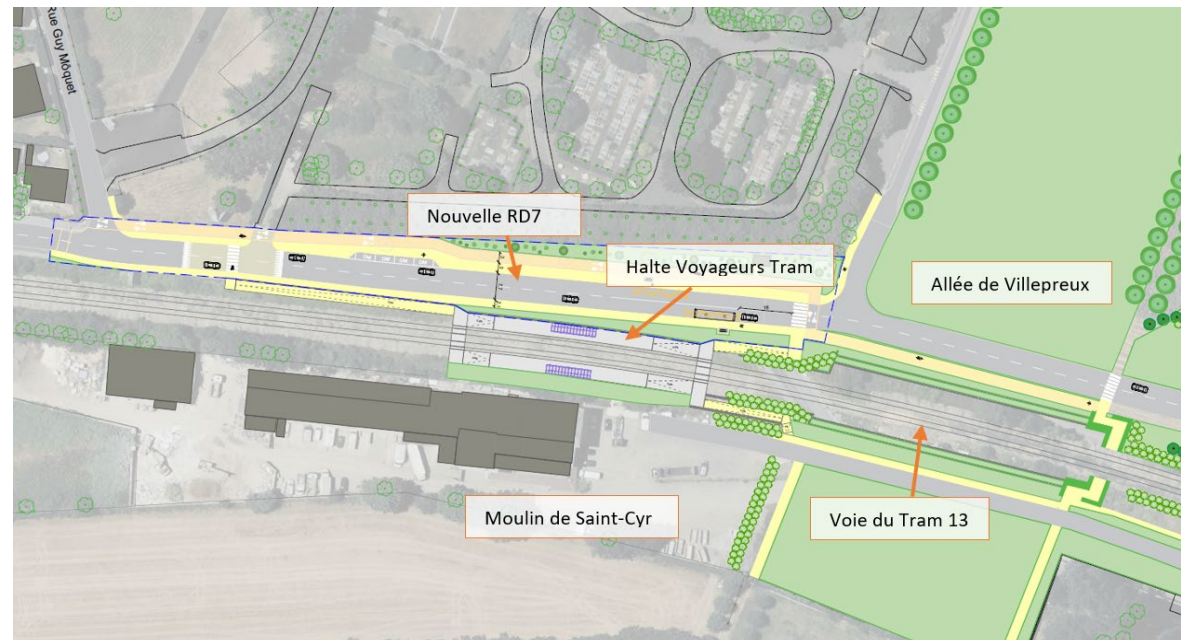 Rue Guy Môquet
Nouvelle RD7
Halte Voyageurs Tram
Allée de Villepreux
Moulin de Saint-Cyr
Voie du Tram 13